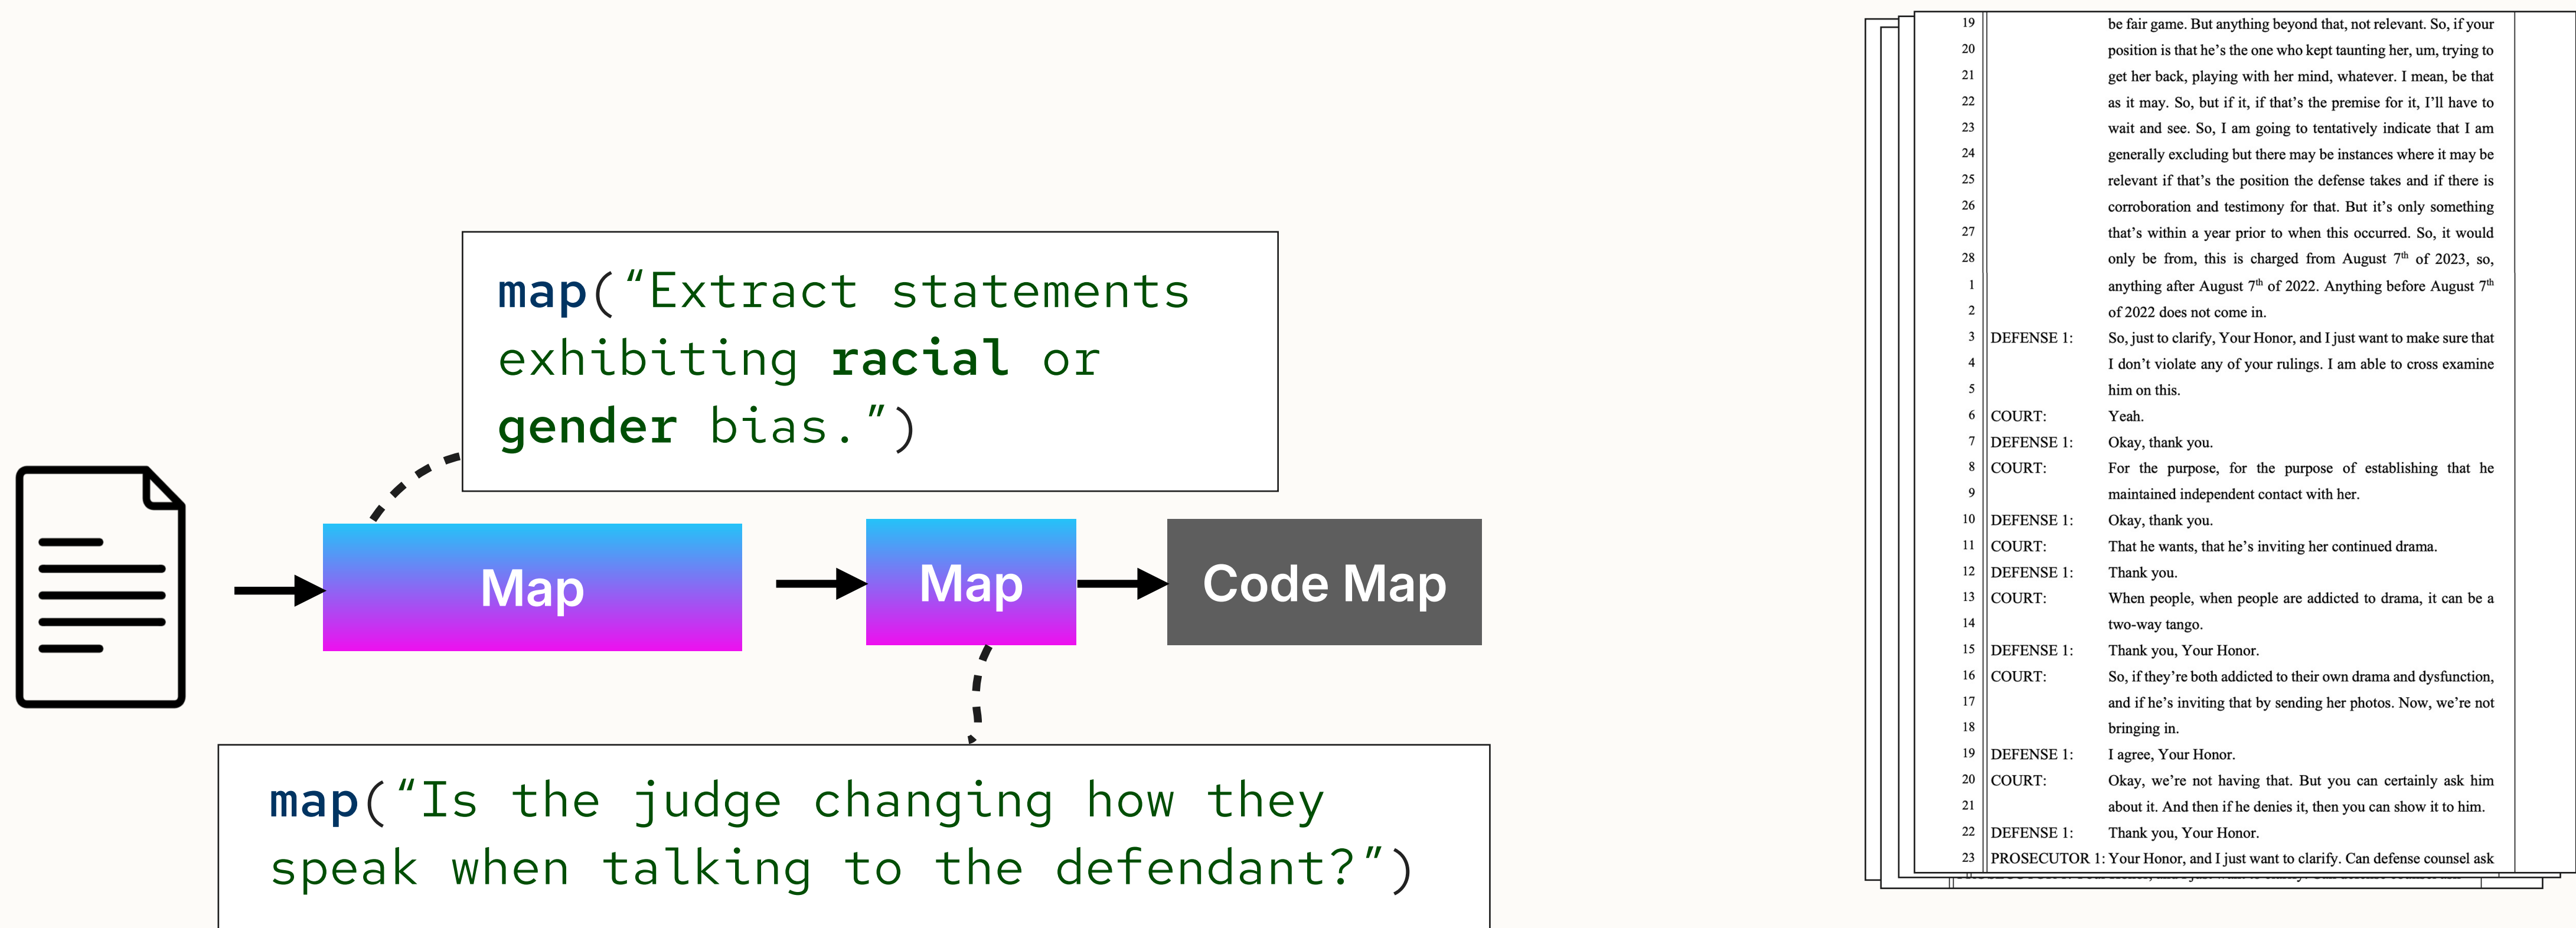 map(“Extract statements
exhibiting racial or
gender bias.”)
Map
Map
Code Map
map(“Is the judge changing how they
speak when talking to the defendant?”)
19 be fair game. But anything beyond that, not relevant. So, if your
20 position is that he’s the one who kept taunting her, um, trying to
21 get her back, playing with her mind, whatever. I mean, be that
22 as it may. So, but if it, if that’s the premise for it, I’ll have to
23 wait and see. So, I am going to tentatively indicate that I am
24 generally excluding but there may be instances where it may be
25 relevant if that’s the position the defense takes and if there is
26 corroboration and testimony for that. But it’s only something
27 that’s within a year prior to when this occurred. So, it would
28 only be from, this is charged from August 7th of 2023, so,
1 anything after August 7th of 2022. Anything before August 7th
2 of 2022 does not come in.
3 DEFENSE 1: So, just to clarify, Your Honor, and I just want to make sure that
4 I don’t violate any of your rulings. I am able to cross examine
5 him on this.
6 COURT: Yeah.
7 DEFENSE 1: Okay, thank you.
8 COURT: For the purpose, for the purpose of establishing that he
9 maintained independent contact with her.
10 DEFENSE 1: Okay, thank you.
11 COURT: That he wants, that he’s inviting her continued drama.
12 DEFENSE 1: Thank you.
13 COURT: When people, when people are addicted to drama, it can be a
14 two-way tango.
15 DEFENSE 1: Thank you, Your Honor.
16 COURT: So, if they’re both addicted to their own drama and dysfunction,
17 and if he’s inviting that by sending her photos. Now, we’re not
18 bringing in.
19 DEFENSE 1: I agree, Your Honor.
20 COURT: Okay, we’re not having that. But you can certainly ask him
21 about it. And then if he denies it, then you can show it to him.
22 DEFENSE 1: Thank you, Your Honor.
23 PROSECUTOR 1: Your Honor, and I just want to clarify. Can defense counsel ask